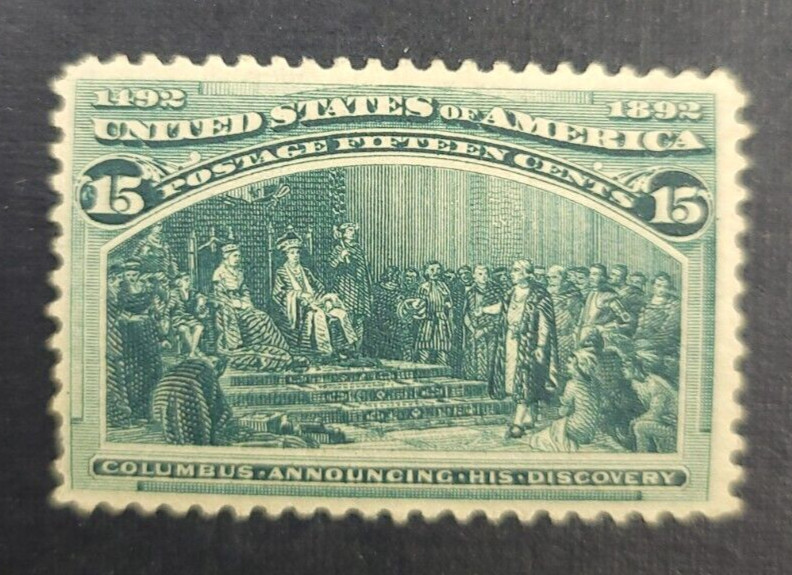 1492 1892
UNITED STATES OF AMERICA
POSTAGE FIFTEEN CENTS
15 15
COLUMBUS·ANNOUNCING·HIS·DISCOVERY